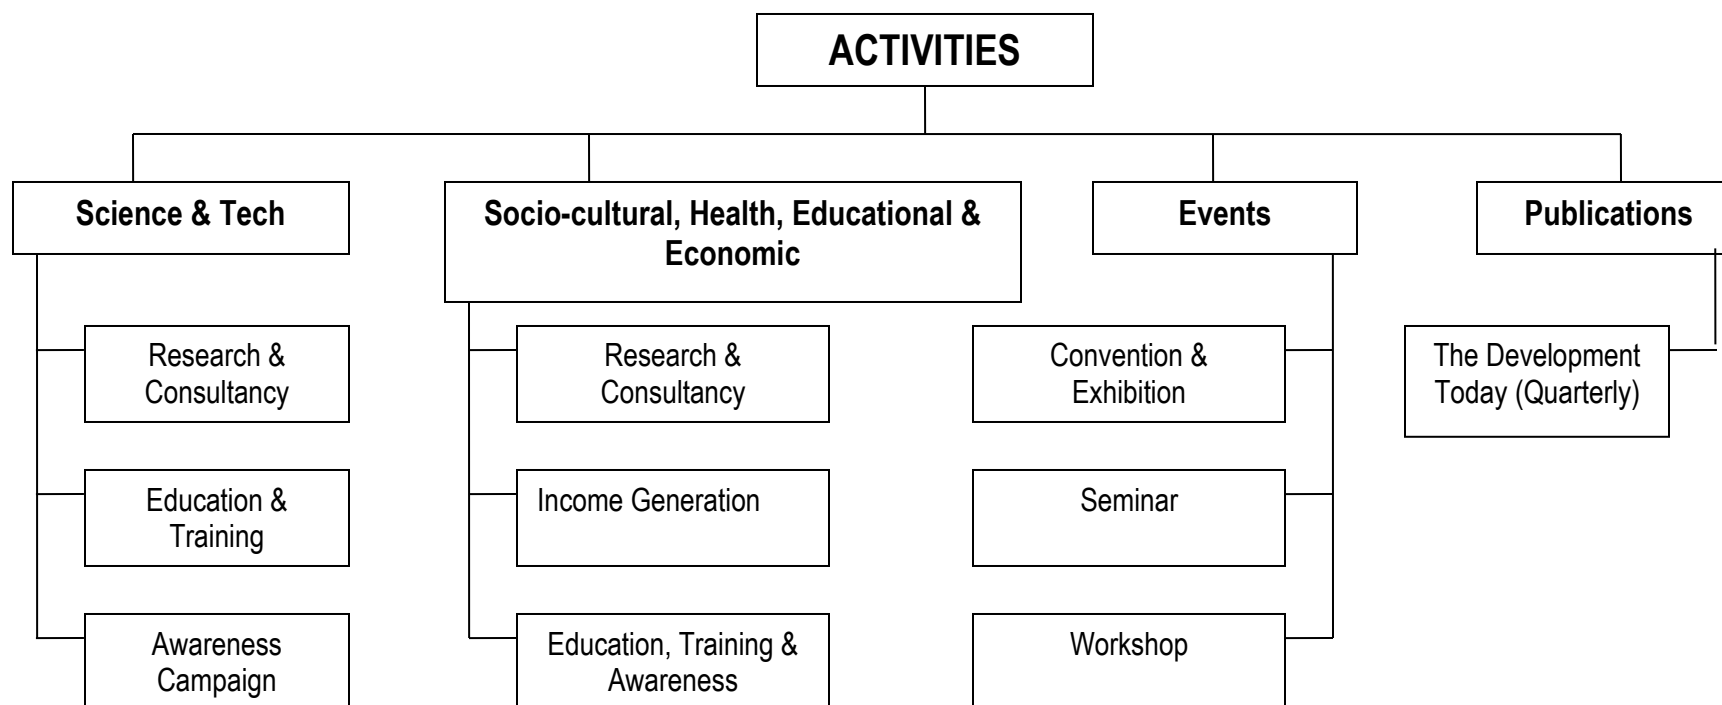 ACTIVITIES
Science & Tech
Socio-cultural, Health, Educational &
Economic
Events
Publications
Research &
Consultancy
Research &
Consultancy
Convention &
Exhibition
The Development
Today (Quarterly)
Education &
Training
Income Generation
Seminar
Awareness
Campaign
Education, Training &
Awareness
Workshop